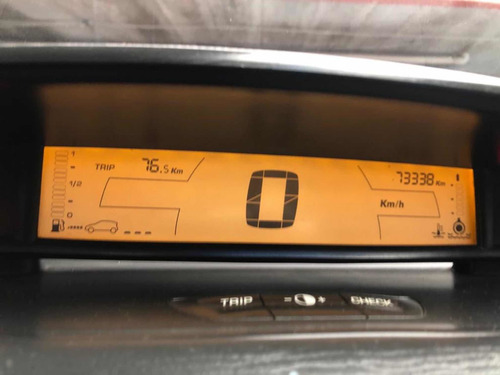 1
TRIP 76.5 Km 73338 Km
1/2
0 Km/h
0
TRIP - + CHECK